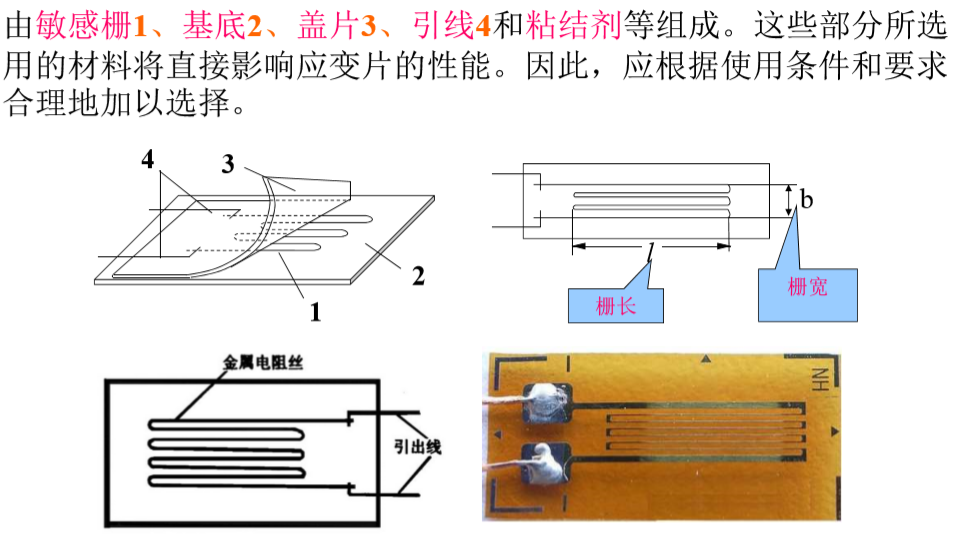 由敏感栅1、基底2、盖片3、引线4和粘结剂等组成。这些部分所选
用的材料将直接影响应变片的性能。因此，应根据使用条件和要求
合理地加以选择。
4
3
2
1
b
l
栅长
栅宽
金属电阻丝
引出线
HN